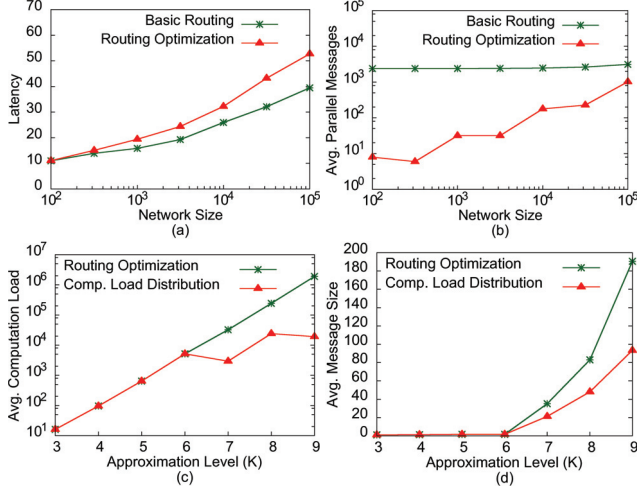 Basic Routing
Routing Optimization
Latency
60
50
40
30
20
10
0
10^2
10^3
10^4
10^5
Network Size
(a)
Basic Routing
Routing Optimization
Avg. Parallel Messages
10^5
10^4
10^3
10^2
10^1
10^0
10^2
10^3
10^4
10^5
Network Size
(b)
Routing Optimization
Comp. Load Distribution
Avg. Computation Load
10^7
10^6
10^5
10^4
10^3
10^2
10^1
3 4 5 6 7 8 9
Approximation Level (K)
(c)
Routing Optimization
Comp. Load Distribution
Avg. Message Size
200
180
160
140
120
100
80
60
40
20
0
3 4 5 6 7 8 9
Approximation Level (K)
(d)